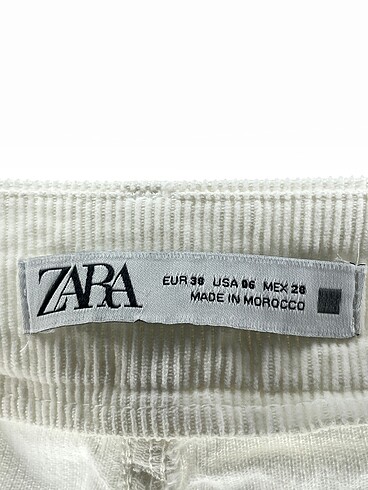 ZARA
EUR 38 USA 06 MEX 28
MADE IN MOROCCO